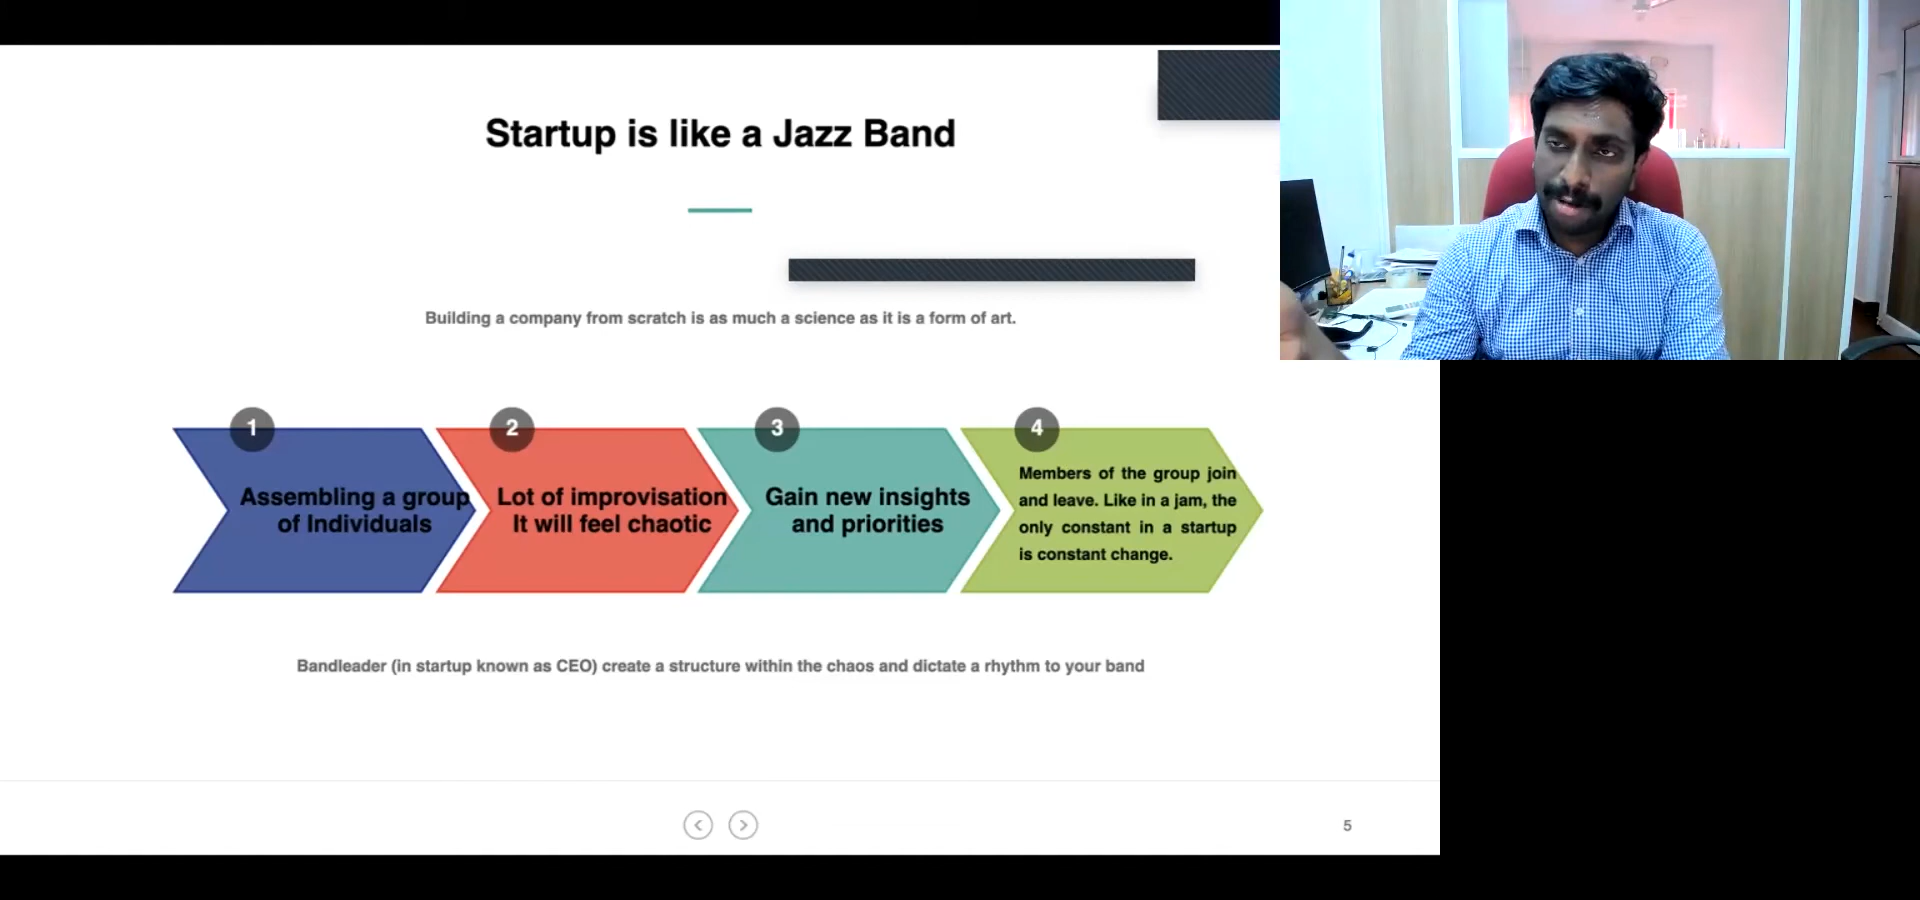 Startup is like a Jazz Band
Building a company from scratch is as much a science as it is a form of art.
1
Assembling a group
of Individuals
2
Lot of improvisation
It will feel chaotic
3
Gain new insights
and priorities
4
Members of the group join
and leave. Like in a jam, the
only constant in a startup
is constant change.
Bandleader (in startup known as CEO) create a structure within the chaos and dictate a rhythm to your band
5